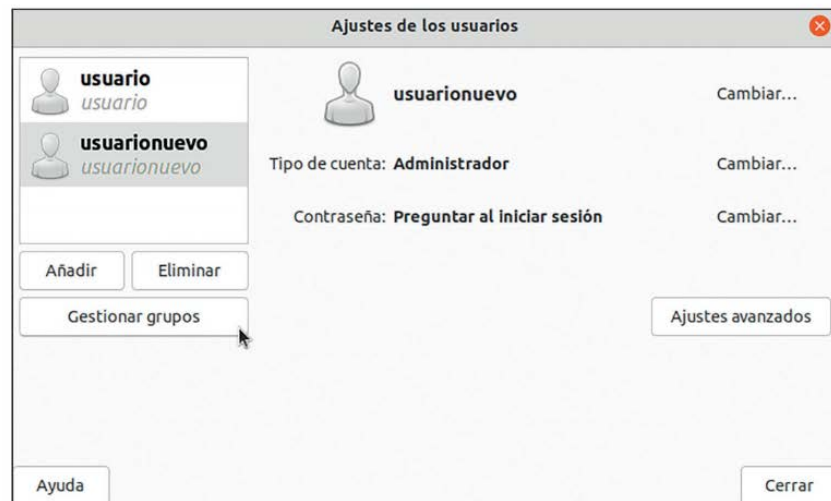 Ajustes de los usuarios
usuario
usuario
usuarionuevo
usuarionuevo
Añadir
Eliminar
Gestionar grupos
usuarionuevo
Cambiar...
Tipo de cuenta: Administrador
Cambiar...
Contraseña: Preguntar al iniciar sesión
Cambiar...
Ajustes avanzados
Ayuda
Cerrar